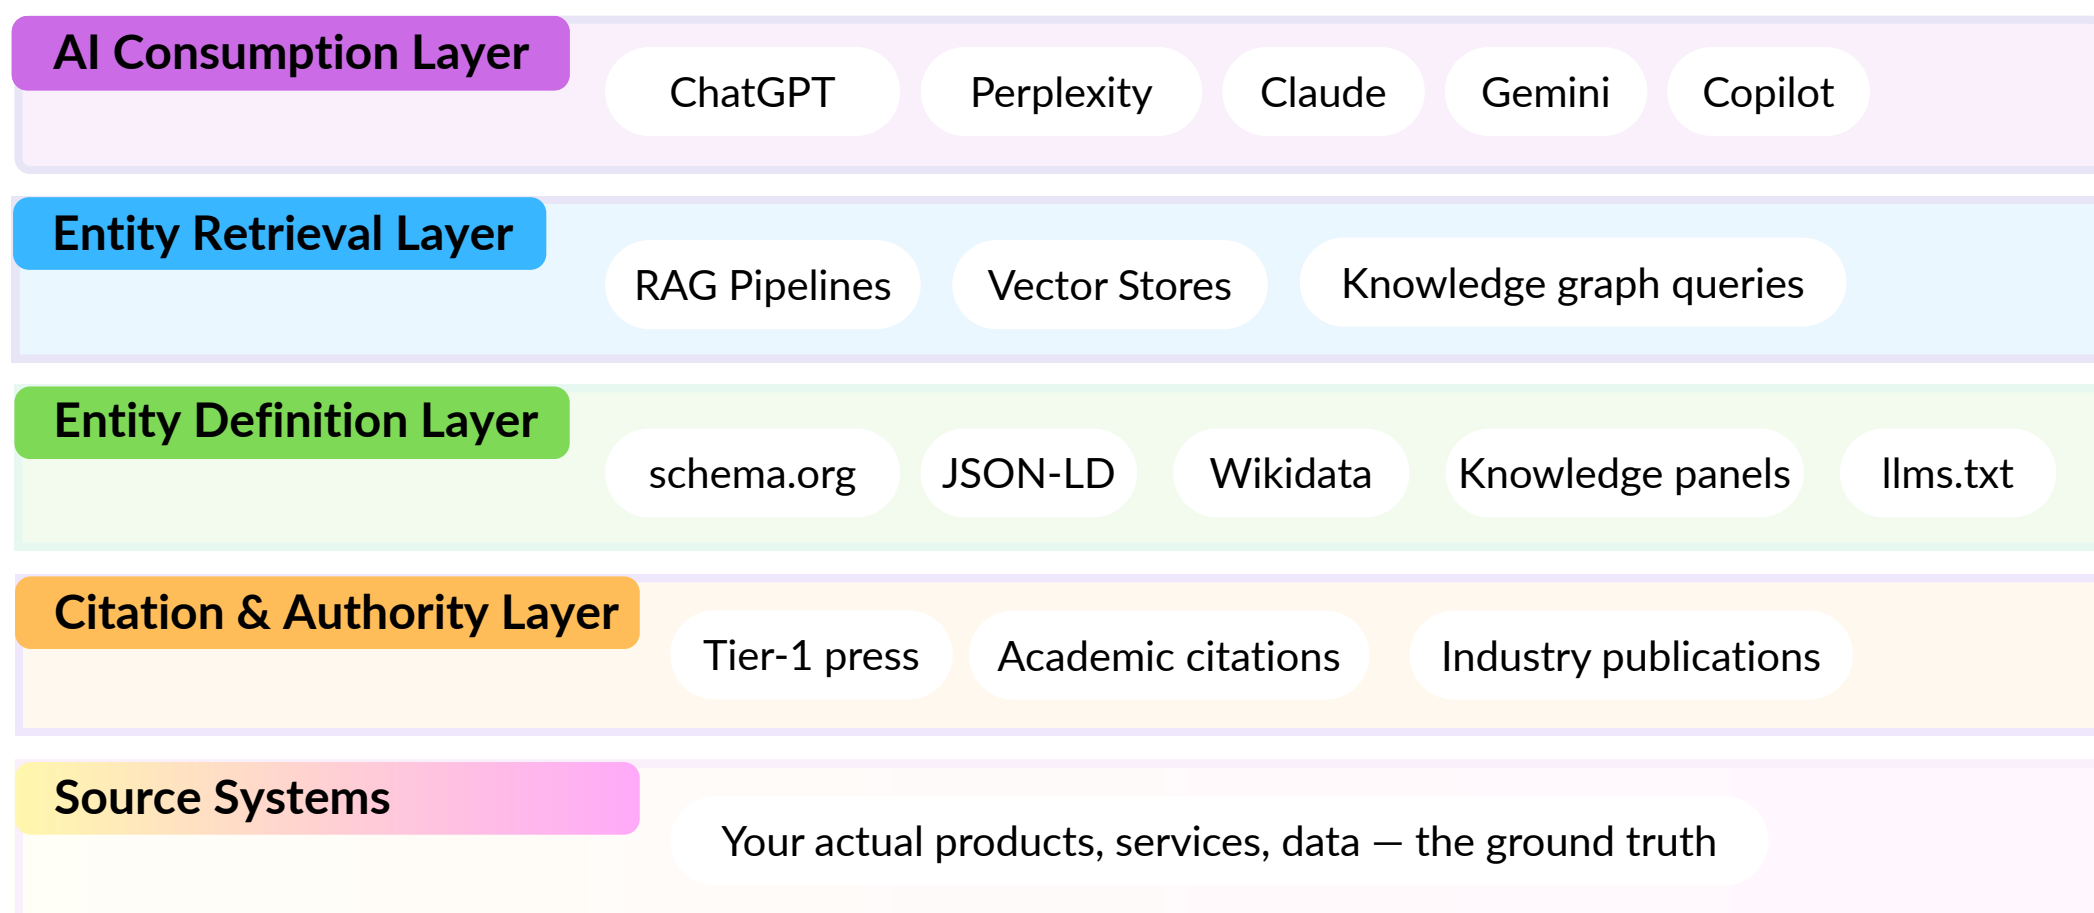 AI Consumption Layer
ChatGPT Perplexity Claude Gemini Copilot
Entity Retrieval Layer
RAG Pipelines Vector Stores Knowledge graph queries
Entity Definition Layer
schema.org JSON-LD Wikidata Knowledge panels llms.txt
Citation & Authority Layer
Tier-1 press Academic citations Industry publications
Source Systems
Your actual products, services, data — the ground truth